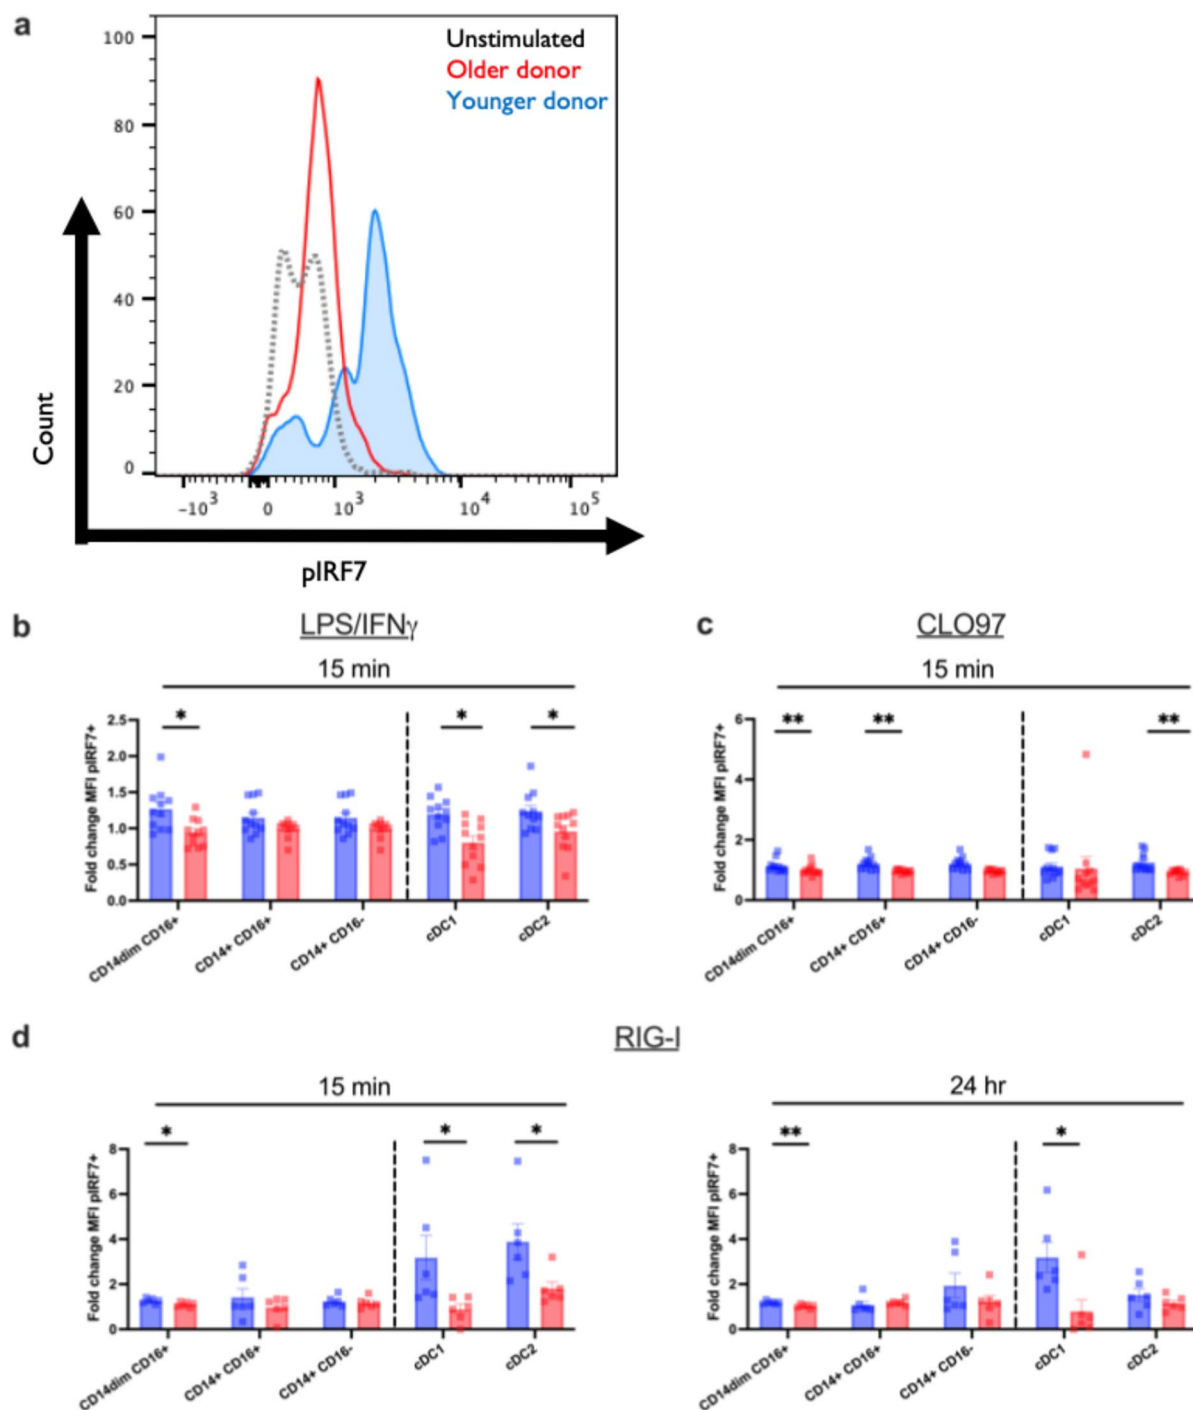 a
Unstimulated
Older donor
Younger donor
100
80
60
40
20
0
Count
-10³ 0 10³ 10⁴ 10⁵
pIRF7
b
LPS/IFNγ
15 min
* * *
Fold change MFI pIRF7+
2.5
2.0
1.5
1.0
0.5
0.0
CD14dim CD16+
CD14+ CD16+
CD14+ CD16-
cDC1
cDC2
c
CLO97
15 min
** ** **
Fold change MFI pIRF7+
6
4
2
0
CD14dim CD16+
CD14+ CD16+
CD14+ CD16-
cDC1
cDC2
d
RIG-I
15 min
* * *
Fold change MFI pIRF7+
8
6
4
2
0
CD14dim CD16+
CD14+ CD16+
CD14+ CD16-
cDC1
cDC2
24 hr
** *
Fold change MFI pIRF7+
8
6
4
2
0
CD14dim CD16+
CD14+ CD16+
CD14+ CD16-
cDC1
cDC2